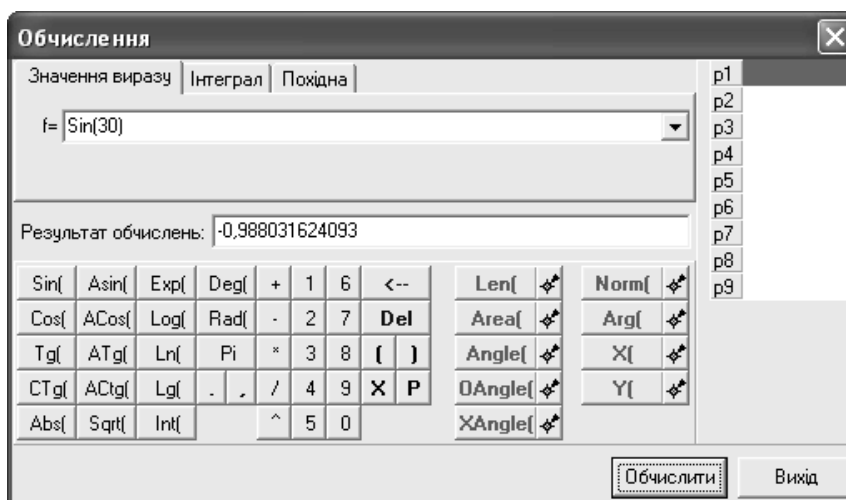 Обчислення
Значення виразу Інтеграл Похідна
f= Sin(30)
Результат обчислень: -0,988031624093
Sin( Asin( Exp( Deg( + 1 6 <-- Len( Norm(
Cos( ACos( Log( Rad( - 2 7 Del Area( Arg(
Tg( ATg( Ln( Pi * 3 8 ( ) Angle( X(
CTg( ACtg( Lg( . , / 4 9 X P OAngle( Y(
Abs( Sqrt( Int( ^ 5 0 XAngle(
p1
p2
p3
p4
p5
p6
p7
p8
p9
Обчислити Вихід